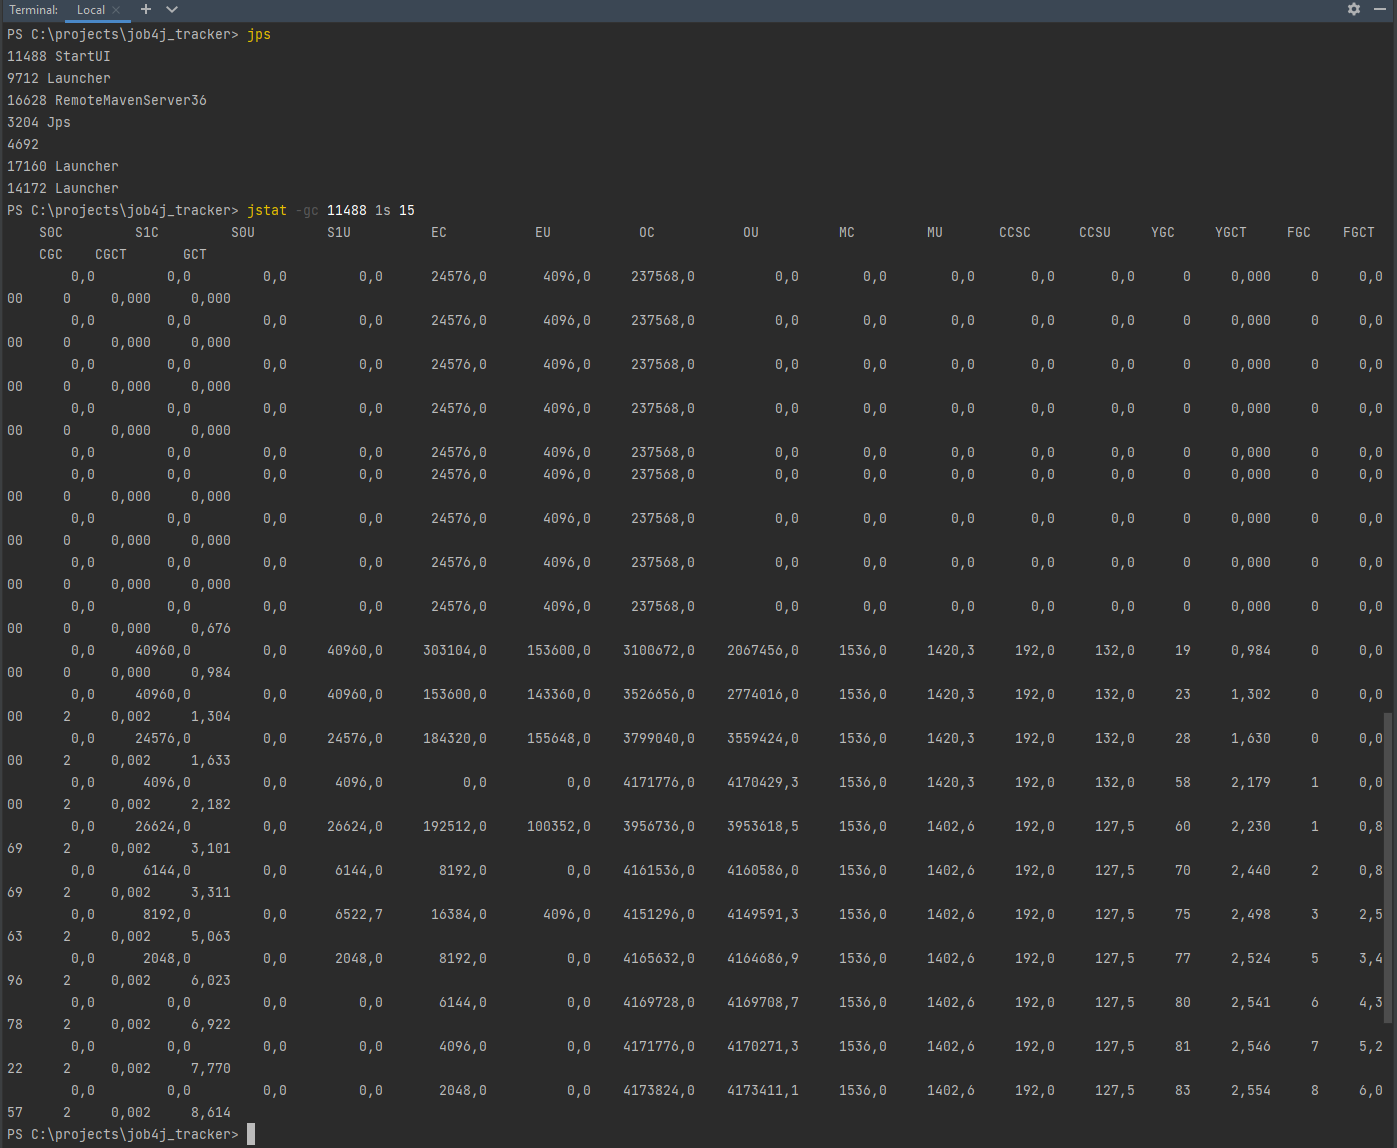 Terminal: Local × +
PS C:\projects\job4j_tracker> jps
11488 StartUI
9712 Launcher
16628 RemoteMavenServer36
3204 Jps
4692
17160 Launcher
14172 Launcher
PS C:\projects\job4j_tracker> jstat -gc 11488 1s 15
S0C S1C S0U S1U EC EU OC OU MC MU CCSC CCSU YGC YGCT FGC FGCT
CGC CGCT GCT
0,0 0,0 0,0 0,0 24576,0 4096,0 237568,0 0,0 0,0 0,0 0,0 0,0 0 0,000 0 0,0
00 0 0,000 0,000
0,0 0,0 0,0 0,0 24576,0 4096,0 237568,0 0,0 0,0 0,0 0,0 0,0 0 0,000 0 0,0
00 0 0,000 0,000
0,0 0,0 0,0 0,0 24576,0 4096,0 237568,0 0,0 0,0 0,0 0,0 0,0 0 0,000 0 0,0
00 0 0,000 0,000
0,0 0,0 0,0 0,0 24576,0 4096,0 237568,0 0,0 0,0 0,0 0,0 0,0 0 0,000 0 0,0
00 0 0,000 0,000
0,0 0,0 0,0 0,0 24576,0 4096,0 237568,0 0,0 0,0 0,0 0,0 0,0 0 0,000 0 0,0
0,0 0,0 0,0 0,0 24576,0 4096,0 237568,0 0,0 0,0 0,0 0,0 0,0 0 0,000 0 0,0
00 0 0,000 0,000
0,0 0,0 0,0 0,0 24576,0 4096,0 237568,0 0,0 0,0 0,0 0,0 0,0 0 0,000 0 0,0
00 0 0,000 0,000
0,0 0,0 0,0 0,0 24576,0 4096,0 237568,0 0,0 0,0 0,0 0,0 0,0 0 0,000 0 0,0
00 0 0,000 0,000
0,0 0,0 0,0 0,0 24576,0 4096,0 237568,0 0,0 0,0 0,0 0,0 0,0 0 0,000 0 0,0
00 0 0,000 0,676
0,0 40960,0 0,0 40960,0 303104,0 153600,0 3100672,0 2067456,0 1536,0 1420,3 192,0 132,0 19 0,984 0 0,0
00 0 0,000 0,984
0,0 40960,0 0,0 40960,0 153600,0 143360,0 3526656,0 2774016,0 1536,0 1420,3 192,0 132,0 23 1,302 0 0,0
00 2 0,002 1,304
0,0 24576,0 0,0 24576,0 184320,0 155648,0 3799040,0 3559424,0 1536,0 1420,3 192,0 132,0 28 1,630 0 0,0
00 2 0,002 1,633
0,0 4096,0 0,0 4096,0 0,0 0,0 4171776,0 4170429,3 1536,0 1420,3 192,0 132,0 58 2,179 1 0,0
00 2 0,002 2,182
0,0 26624,0 0,0 26624,0 192512,0 100352,0 3956736,0 3953618,5 1536,0 1402,6 192,0 127,5 60 2,230 1 0,8
69 2 0,002 3,101
0,0 6144,0 0,0 6144,0 8192,0 0,0 4161536,0 4160586,0 1536,0 1402,6 192,0 127,5 70 2,440 2 0,8
69 2 0,002 3,311
0,0 8192,0 0,0 6522,7 16384,0 4096,0 4151296,0 4149591,3 1536,0 1402,6 192,0 127,5 75 2,498 3 2,5
63 2 0,002 5,063
0,0 2048,0 0,0 2048,0 8192,0 0,0 4165632,0 4164686,9 1536,0 1402,6 192,0 127,5 77 2,524 5 3,4
96 2 0,002 6,023
0,0 0,0 0,0 0,0 6144,0 0,0 4169728,0 4169708,7 1536,0 1402,6 192,0 127,5 80 2,541 6 4,3
78 2 0,002 6,922
0,0 0,0 0,0 0,0 4096,0 0,0 4171776,0 4170271,3 1536,0 1402,6 192,0 127,5 81 2,546 7 5,2
22 2 0,002 7,770
0,0 0,0 0,0 0,0 2048,0 0,0 4173824,0 4173411,1 1536,0 1402,6 192,0 127,5 83 2,554 8 6,0
57 2 0,002 8,614
PS C:\projects\job4j_tracker>